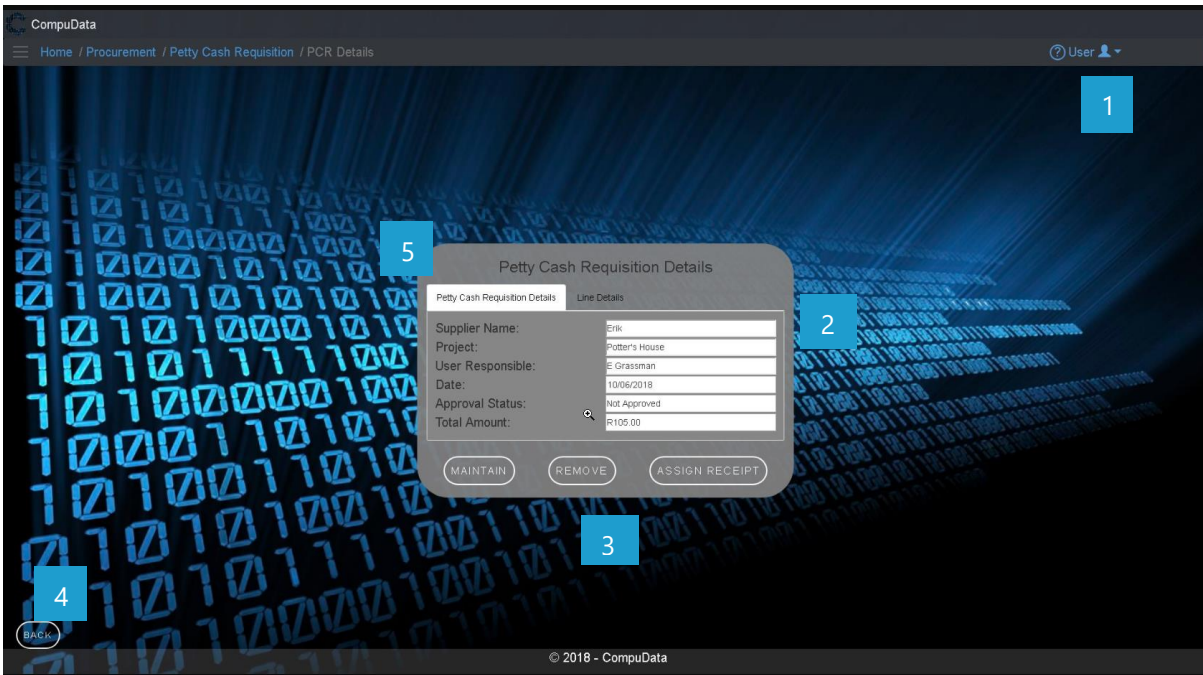 CompuData
Home / Procurement / Petty Cash Requisition / PCR Details
? User
1
5
Petty Cash Requisition Details
Petty Cash Requisition Details Line Details
2
Supplier Name: Erik
Project: Potter's House
User Responsible: E Grassman
Date: 10/06/2018
Approval Status: Not Approved
Total Amount: R105.00
MAINTAIN REMOVE ASSIGN RECEIPT
3
4
BACK
© 2018 - CompuData